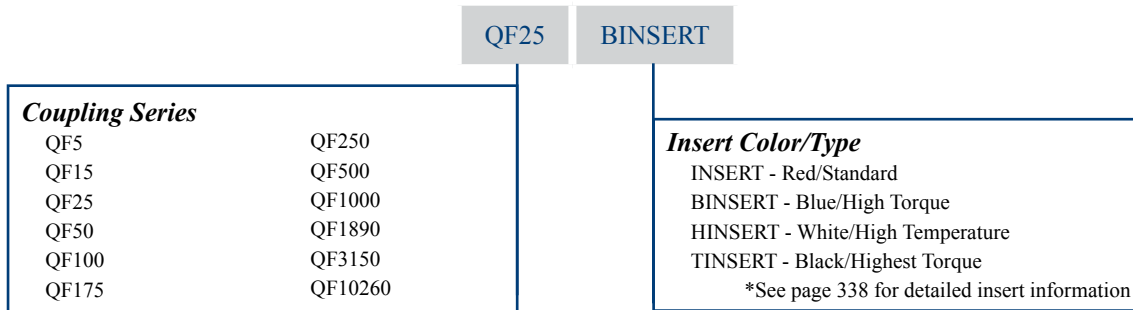 QF25 BINSERT
Coupling Series
QF5 QF250
QF15 QF500
QF25 QF1000
QF50 QF1890
QF100 QF3150
QF175 QF10260
Insert Color/Type
INSERT - Red/Standard
BINSERT - Blue/High Torque
HINSERT - White/High Temperature
TINSERT - Black/Highest Torque
*See page 338 for detailed insert information